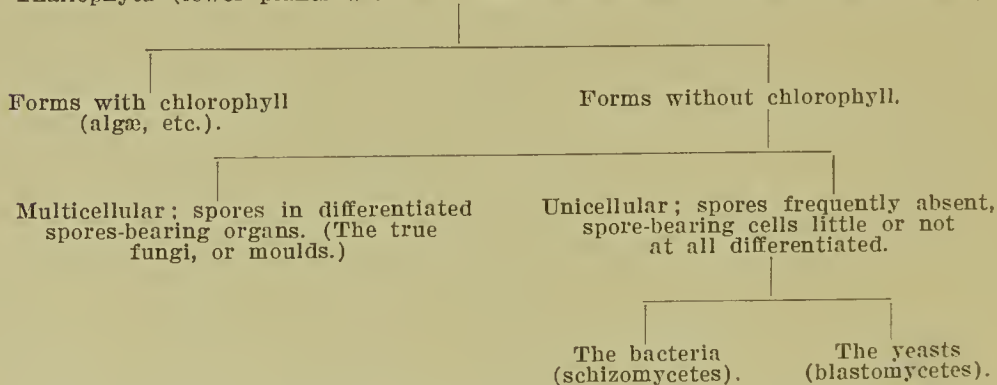 Forms with chlorophyll
(algæ, etc.).
Forms without chlorophyll.
Multicellular; spores in differentiated
spores-bearing organs. (The true
fungi, or moulds.)
Unicellular; spores frequently absent,
spore-bearing cells little or not
at all differentiated.
The bacteria
(schizomycetes).
The yeasts
(blastomycetes).